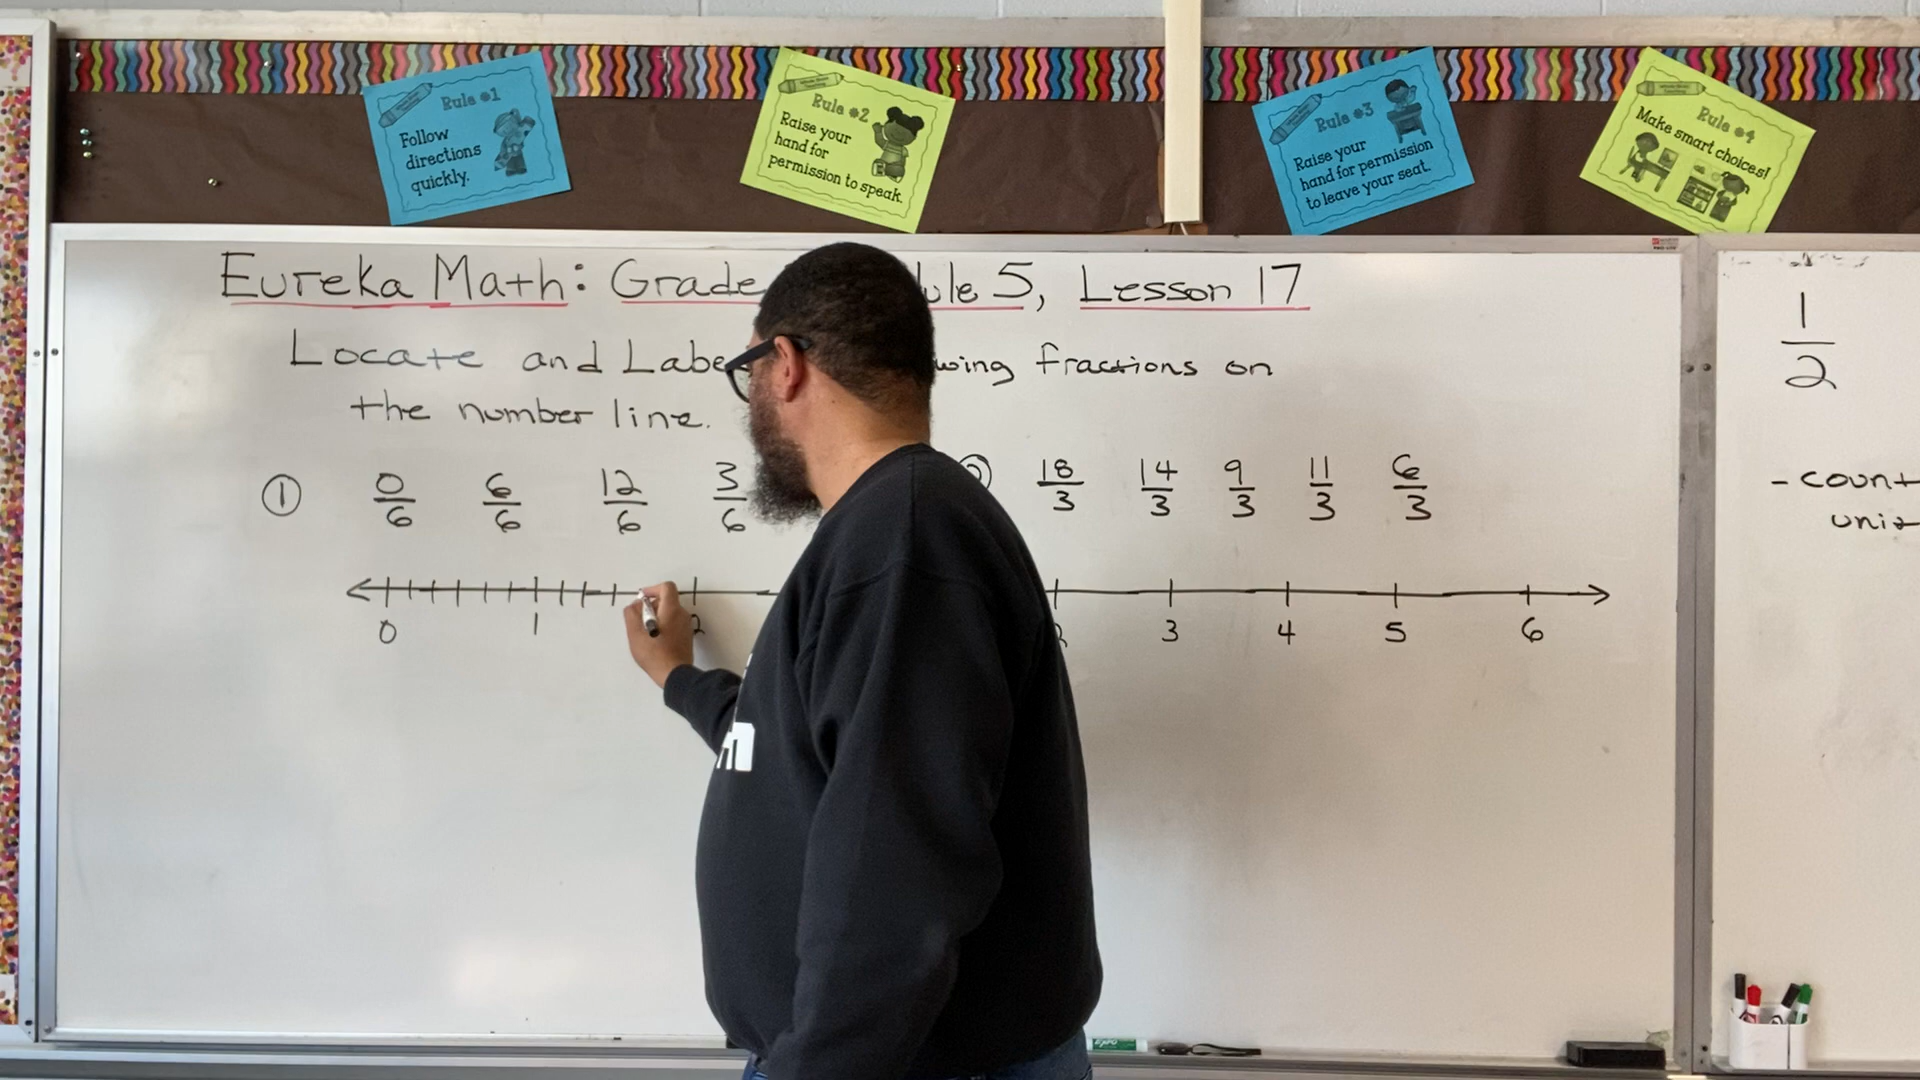 Rule #1
Follow
directions
quickly.
Rule #2
Raise your
hand for
permission to speak.
Rule #3
Raise your
hand for permission
to leave your seat.
Rule #4
Make smart choices!
Eureka Math: Grade 5, Lesson 17
Locate and fractions on
the number line.
① 0/6 6/6 12/6 3/6
18/3 14/3 9/3 11/3 6/3
0 1 2
3 4 5 6
1/2
- count
EXPO